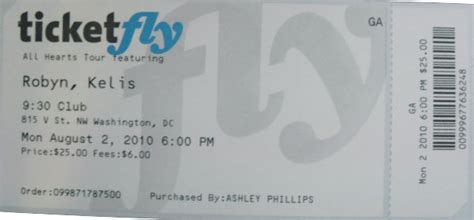 ticketfly
All Hearts Tour featuring
Robyn, Kelis
9:30 Club
815 V St. NW Washington, DC
Mon August 2, 2010 6:00 PM
Price:$25.00 Fees:$6.00
Order:099871787500
Purchased By:ASHLEY PHILLIPS
fly
GA
GA
Mon 2 2010 6:00 PM $25.00
00999677636248